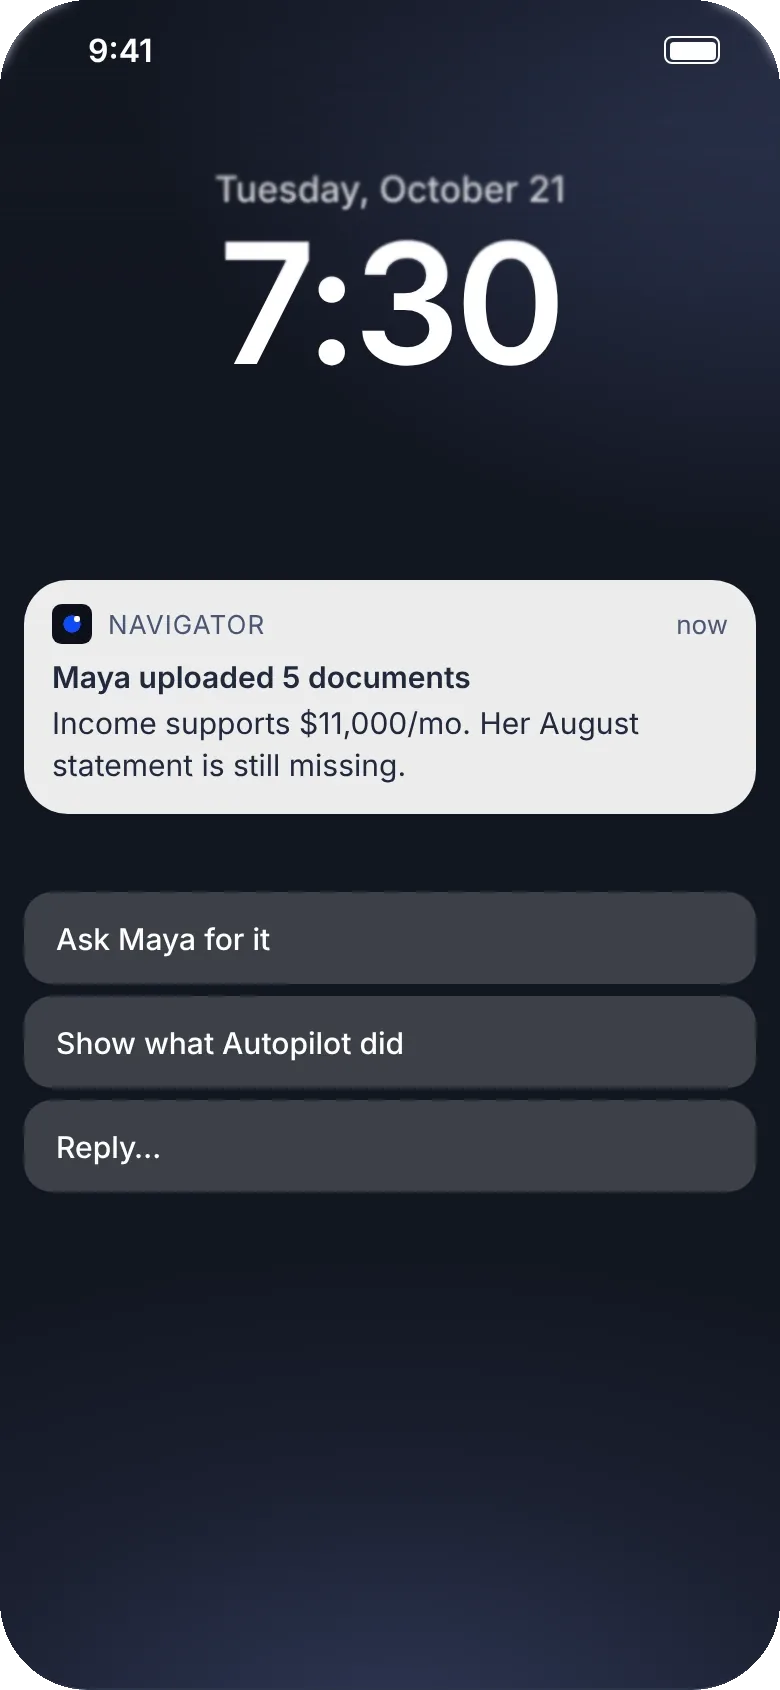 9:41
Tuesday, October 21
7:30
NAVIGATOR
now
Maya uploaded 5 documents
Income supports $11,000/mo. Her August
statement is still missing.
Ask Maya for it
Show what Autopilot did
Reply...